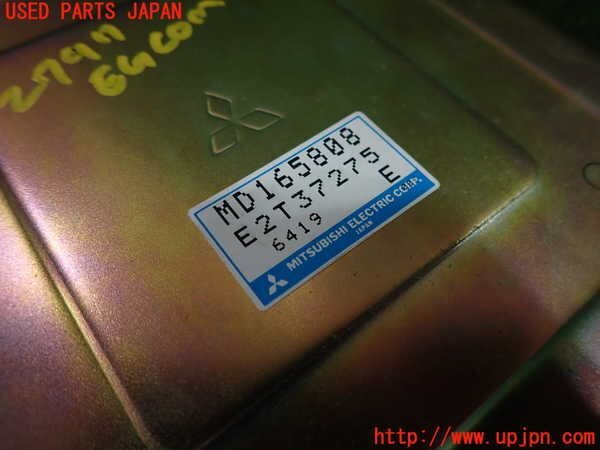 USED PARTS JAPAN
MD165808
E2T37275
6419 E
MITSUBISHI ELECTRIC CORP.
JAPAN
http://www.upjpn.com